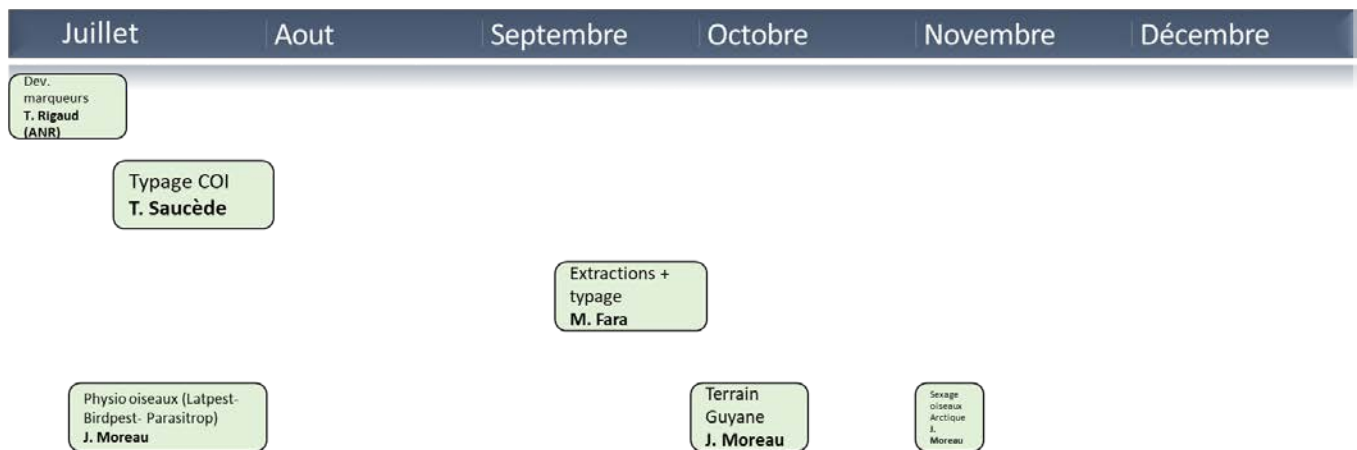 Juillet Aout Septembre Octobre Novembre Décembre
Dev.
marqueurs
T. Rigaud
(ANR)
Typage COI
T. Saucède
Extractions +
typage
M. Fara
Physio oiseaux (Latpest-
Birdpest- Parasitrop)
J. Moreau
Terrain
Guyane
J. Moreau
Sexage
oiseaux
Arctique
J.
Moreau